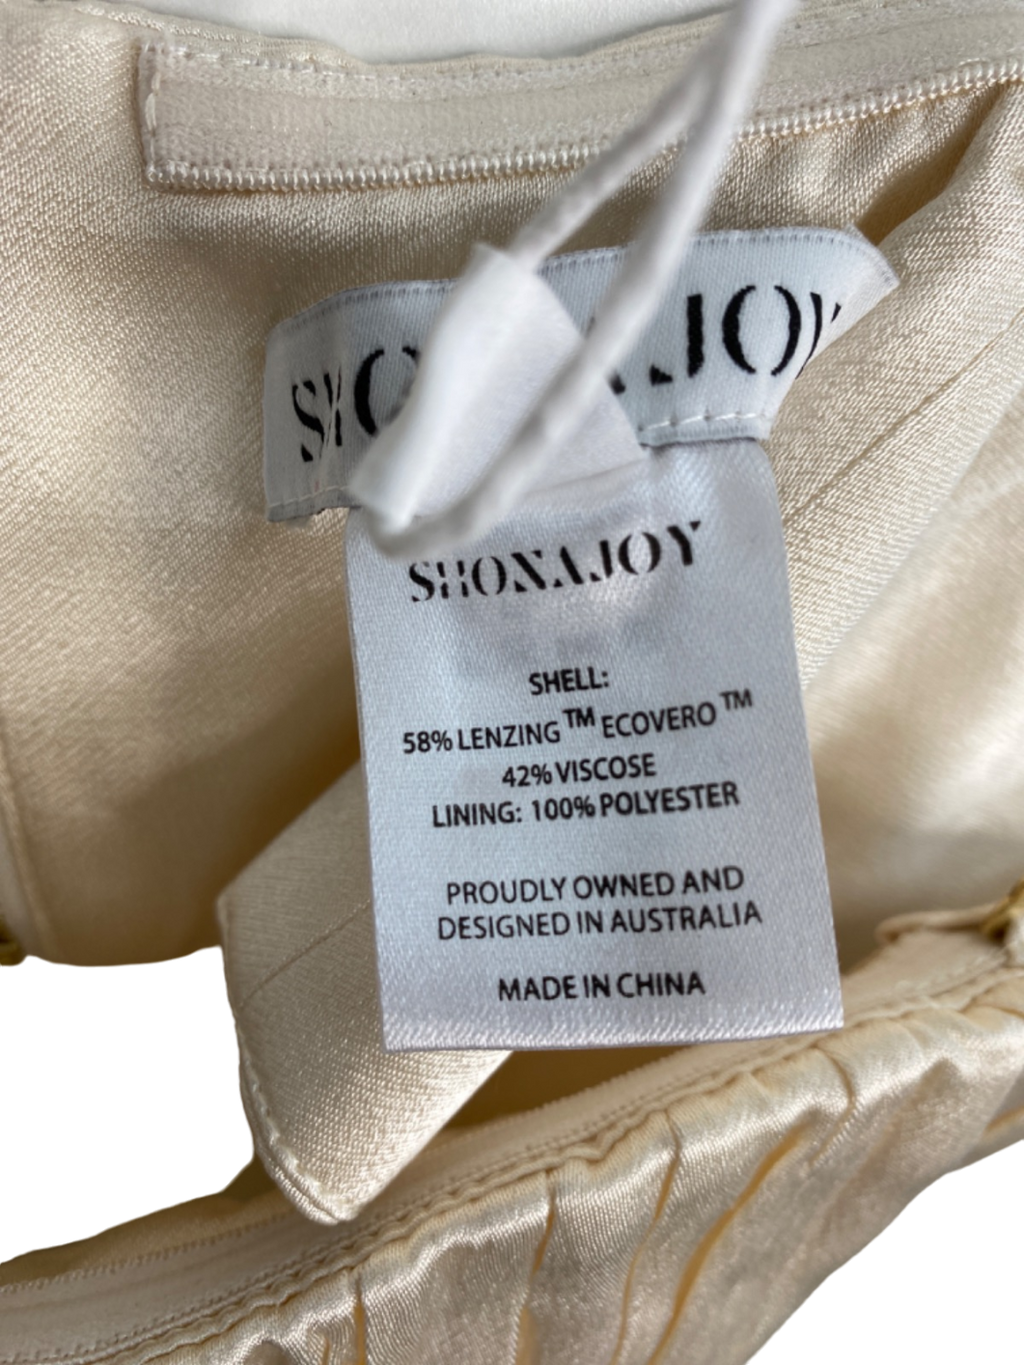 SHONAJOY
SHELL:
58% LENZING ™ ECOVERO ™
42% VISCOSE
LINING: 100% POLYESTER
PROUDLY OWNED AND
DESIGNED IN AUSTRALIA
MADE IN CHINA